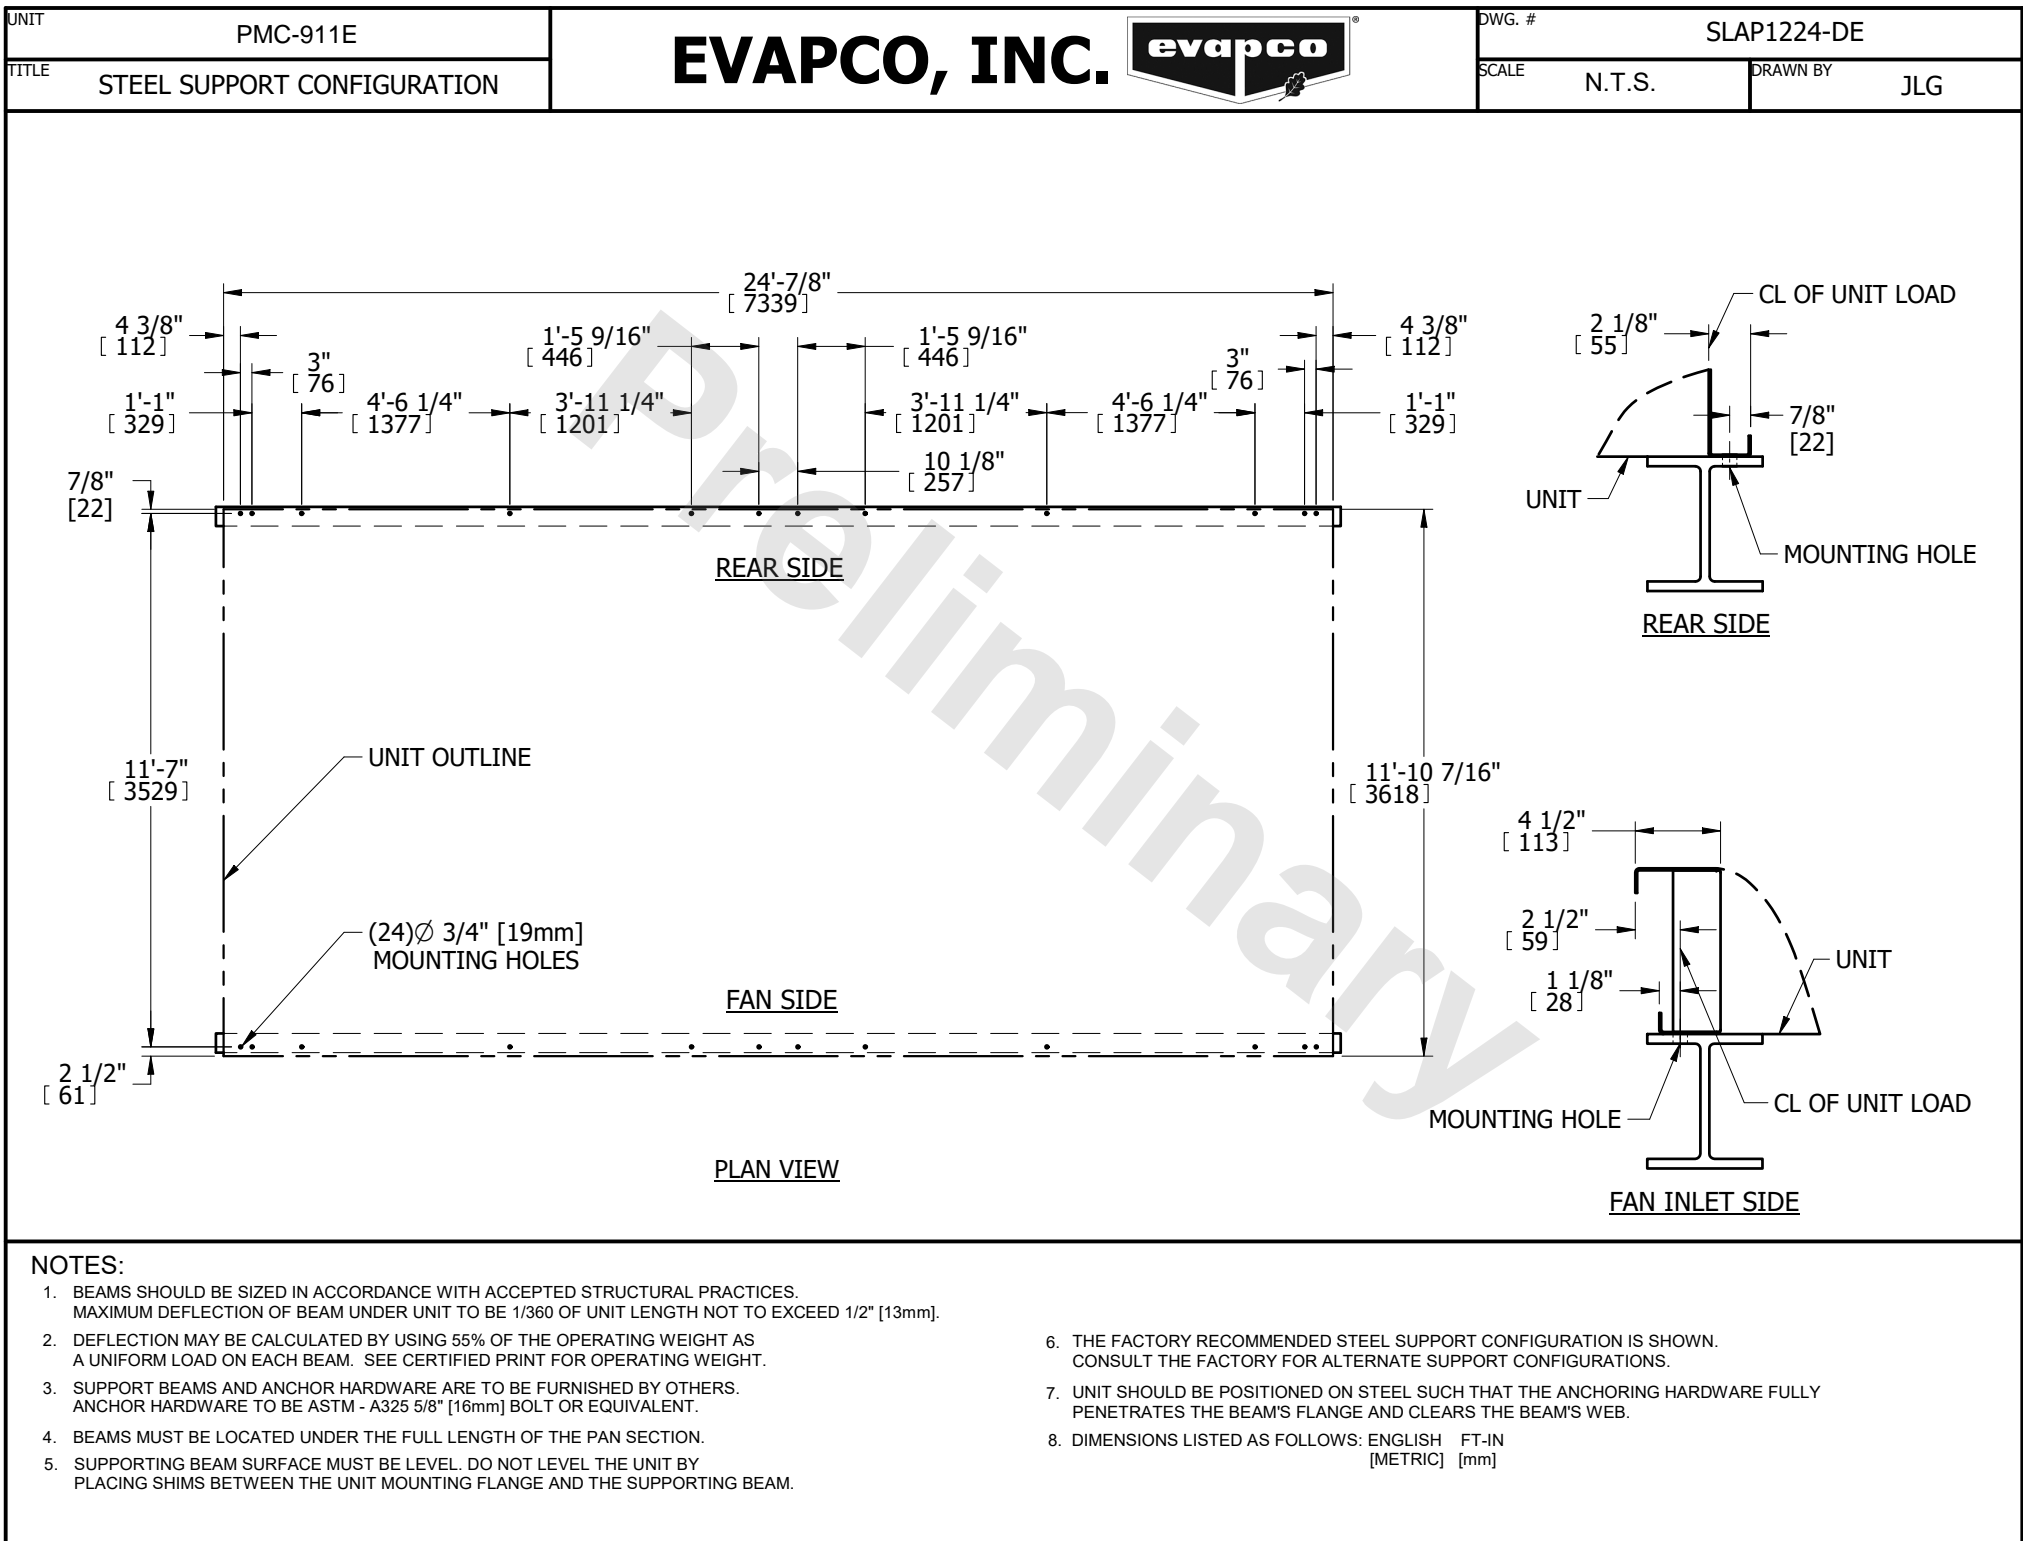 UNIT
PMC-911E
TITLE
STEEL SUPPORT CONFIGURATION
EVAPCO, INC.
evapco
®
DWG. #
SLAP1224-DE
SCALE
N.T.S.
DRAWN BY
JLG
24'-7/8"
[ 7339]
4 3/8"
[ 112]
3"
[ 76]
1'-5 9/16"
[ 446]
1'-5 9/16"
[ 446]
3"
[ 76]
4 3/8"
[ 112]
1'-1"
[ 329]
4'-6 1/4"
[ 1377]
3'-11 1/4"
[ 1201]
3'-11 1/4"
[ 1201]
4'-6 1/4"
[ 1377]
1'-1"
[ 329]
10 1/8"
[ 257]
7/8"
[22]
REAR SIDE
UNIT OUTLINE
11'-7"
[ 3529]
11'-10 7/16"
[ 3618]
(24)Ø 3/4" [19mm]
MOUNTING HOLES
FAN SIDE
2 1/2"
[ 61]
PLAN VIEW
Preliminary
CL OF UNIT LOAD
2 1/8"
[ 55]
7/8"
[22]
UNIT
MOUNTING HOLE
REAR SIDE
4 1/2"
[ 113]
2 1/2"
[ 59]
1 1/8"
[ 28]
UNIT
CL OF UNIT LOAD
MOUNTING HOLE
FAN INLET SIDE
NOTES:
1. BEAMS SHOULD BE SIZED IN ACCORDANCE WITH ACCEPTED STRUCTURAL PRACTICES.
MAXIMUM DEFLECTION OF BEAM UNDER UNIT TO BE 1/360 OF UNIT LENGTH NOT TO EXCEED 1/2" [13mm].
2. DEFLECTION MAY BE CALCULATED BY USING 55% OF THE OPERATING WEIGHT AS
A UNIFORM LOAD ON EACH BEAM. SEE CERTIFIED PRINT FOR OPERATING WEIGHT.
3. SUPPORT BEAMS AND ANCHOR HARDWARE ARE TO BE FURNISHED BY OTHERS.
ANCHOR HARDWARE TO BE ASTM - A325 5/8" [16mm] BOLT OR EQUIVALENT.
4. BEAMS MUST BE LOCATED UNDER THE FULL LENGTH OF THE PAN SECTION.
5. SUPPORTING BEAM SURFACE MUST BE LEVEL. DO NOT LEVEL THE UNIT BY
PLACING SHIMS BETWEEN THE UNIT MOUNTING FLANGE AND THE SUPPORTING BEAM.
6. THE FACTORY RECOMMENDED STEEL SUPPORT CONFIGURATION IS SHOWN.
CONSULT THE FACTORY FOR ALTERNATE SUPPORT CONFIGURATIONS.
7. UNIT SHOULD BE POSITIONED ON STEEL SUCH THAT THE ANCHORING HARDWARE FULLY
PENETRATES THE BEAM'S FLANGE AND CLEARS THE BEAM'S WEB.
8. DIMENSIONS LISTED AS FOLLOWS: ENGLISH FT-IN
[METRIC] [mm]